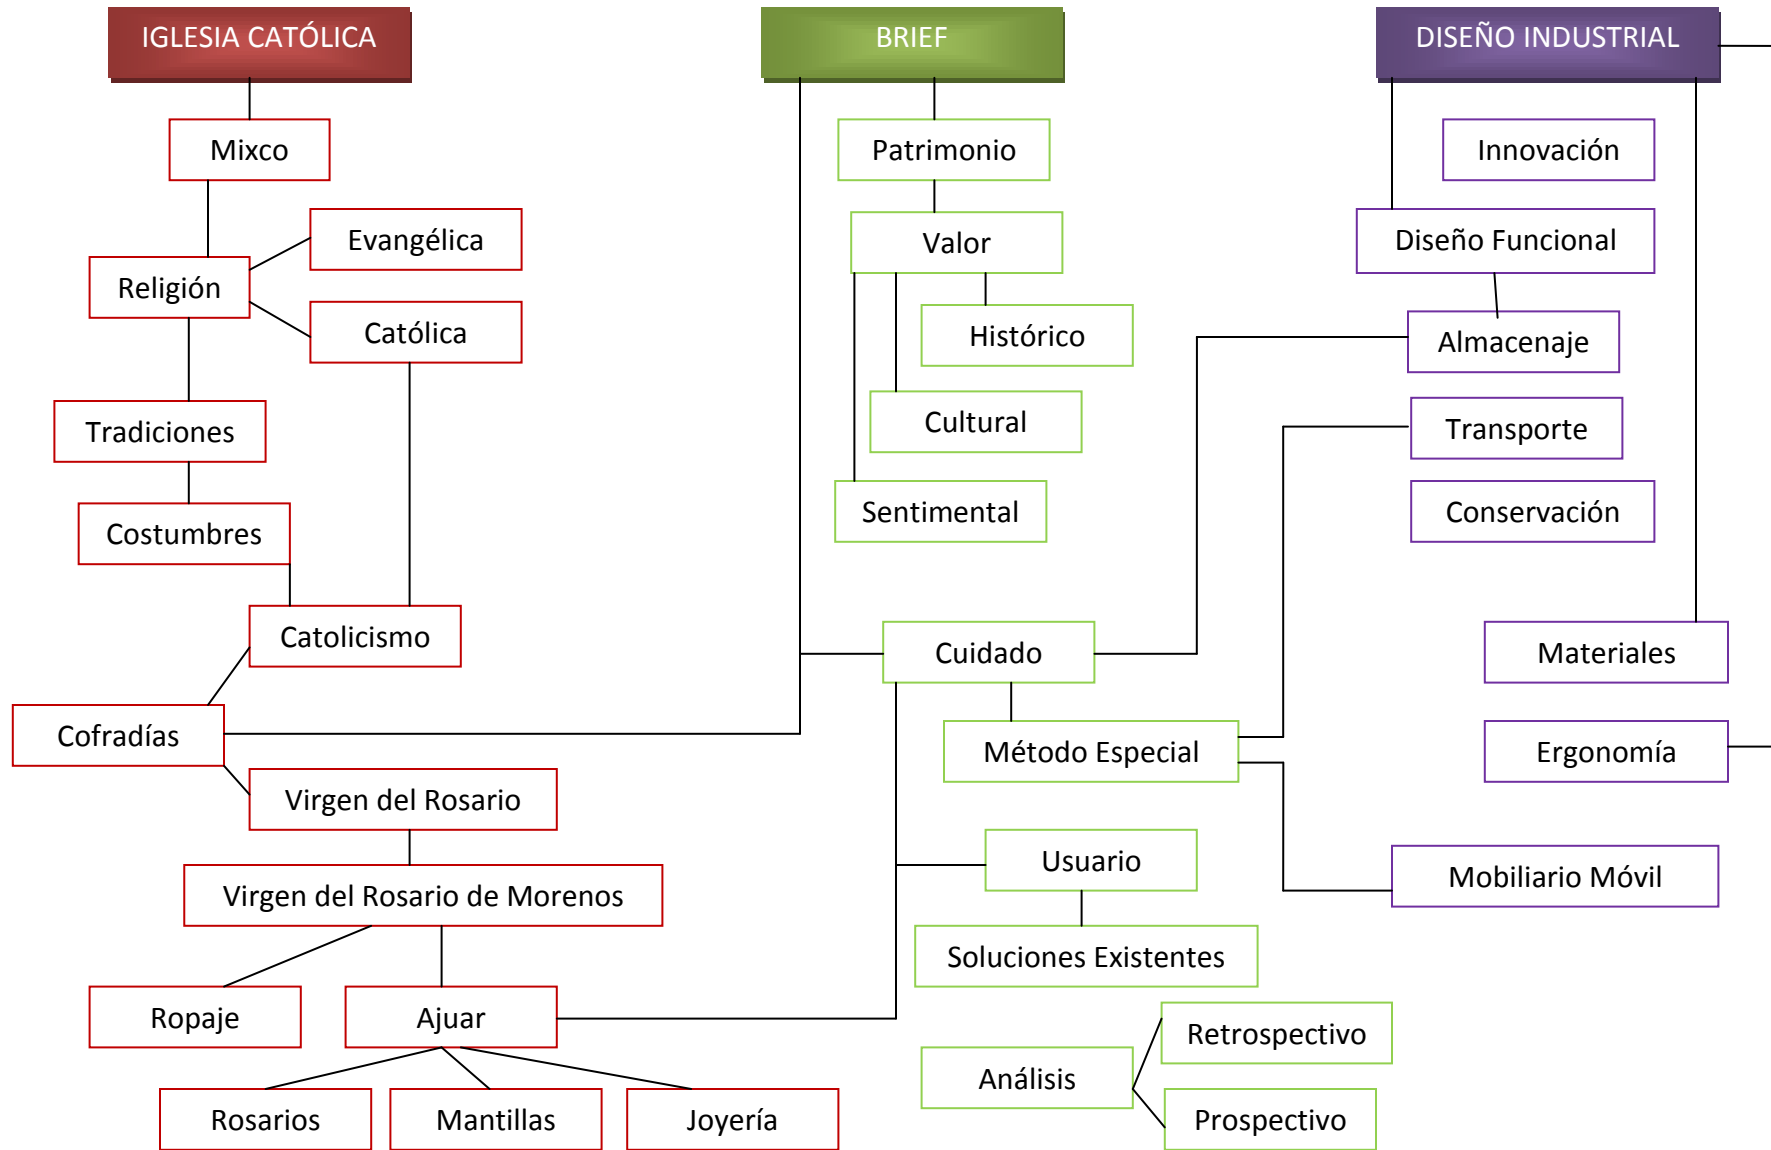 IGLESIA CATÓLICA
Mixco
Evangélica
Religión
Católica
Tradiciones
Costumbres
Catolicismo
Cofradías
Virgen del Rosario
Virgen del Rosario de Morenos
Ropaje
Ajuar
Rosarios
Mantillas
Joyería
BRIEF
Patrimonio
Valor
Histórico
Cultural
Sentimental
Cuidado
Método Especial
Usuario
Soluciones Existentes
Retrospectivo
Análisis
Prospectivo
DISEÑO INDUSTRIAL
Innovación
Diseño Funcional
Almacenaje
Transporte
Conservación
Materiales
Ergonomía
Mobiliario Móvil